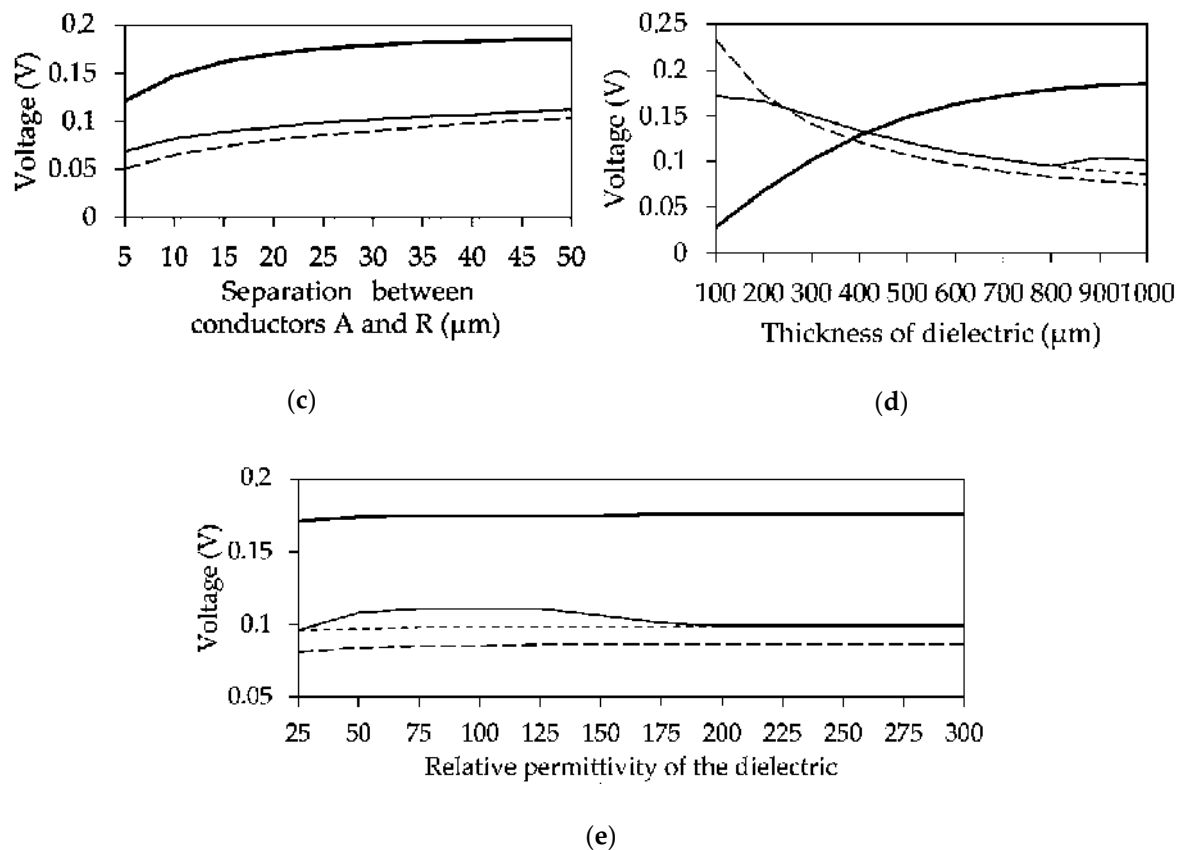 0,2
0.15
0.1
0.05
0
Voltage (V)
5 10 15 20 25 30 35 40 45 50
Separation between
conductors A and R (μm)
(c)
0,25
0.2
0.15
0.1
0.05
0
Voltage (V)
100 200 300 400 500 600 700 800 9001000
Thickness of dielectric (μm)
(d)
0,2
0.15
0.1
0.05
Voltage (V)
25 50 75 100 125 150 175 200 225 250 275 300
Relative permittivity of the dielectric
(e)